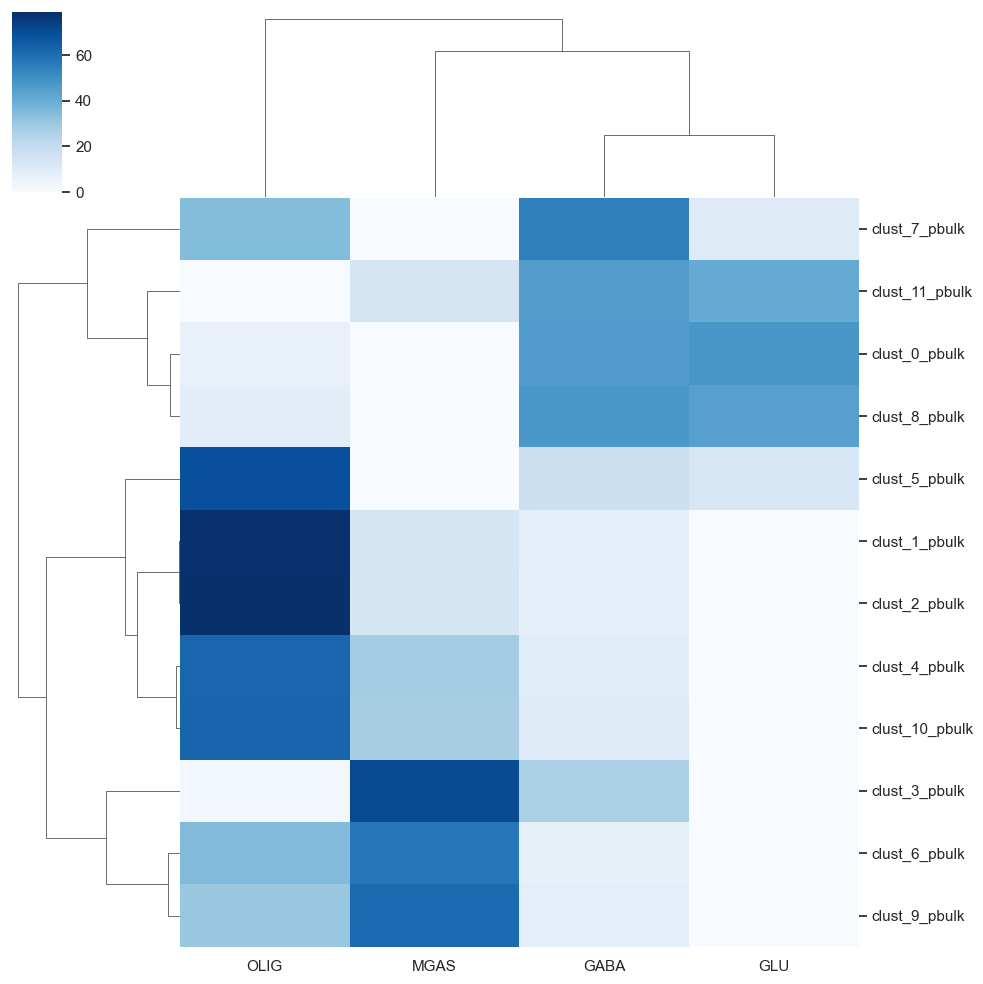 60
40
20
0
clust_7_pbulk
clust_11_pbulk
clust_0_pbulk
clust_8_pbulk
clust_5_pbulk
clust_1_pbulk
clust_2_pbulk
clust_4_pbulk
clust_10_pbulk
clust_3_pbulk
clust_6_pbulk
clust_9_pbulk
OLIG MGAS GABA GLU